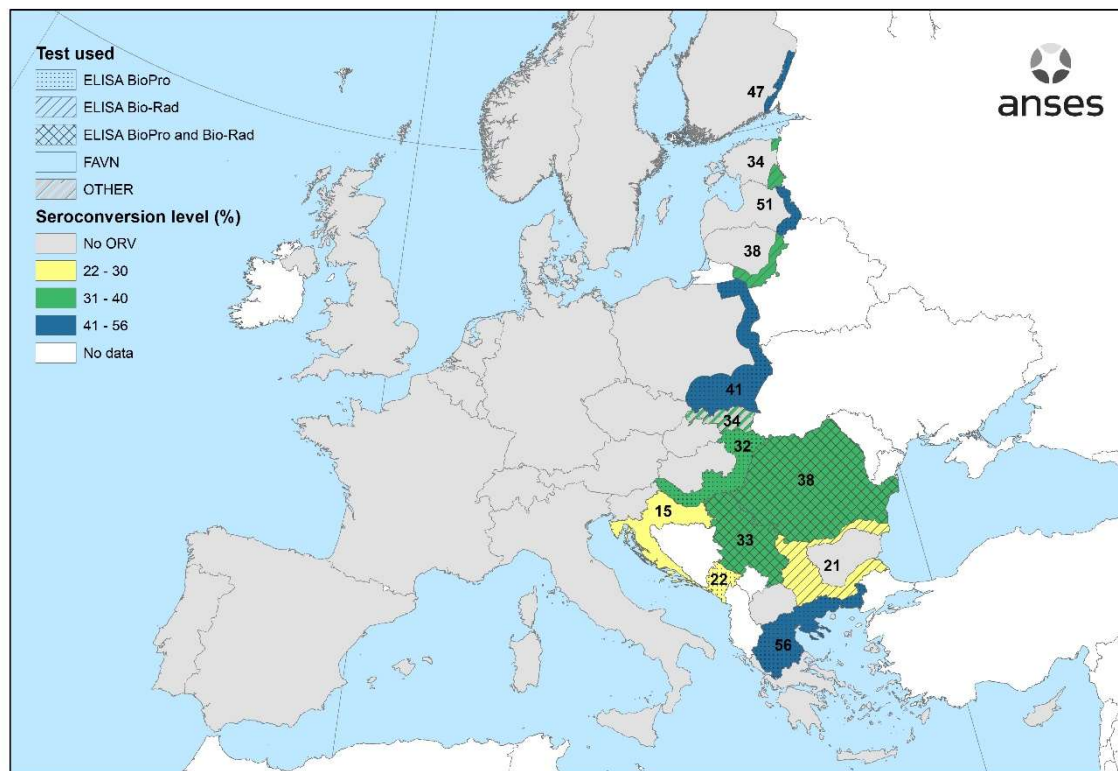 Test used
ELISA BioPro
ELISA Bio-Rad
ELISA BioPro and Bio-Rad
FAVN
OTHER
Seroconversion level (%)
No ORV
22 - 30
31 - 40
41 - 56
No data
anses
47
34
51
38
41
34
32
38
15
33
21
22
56